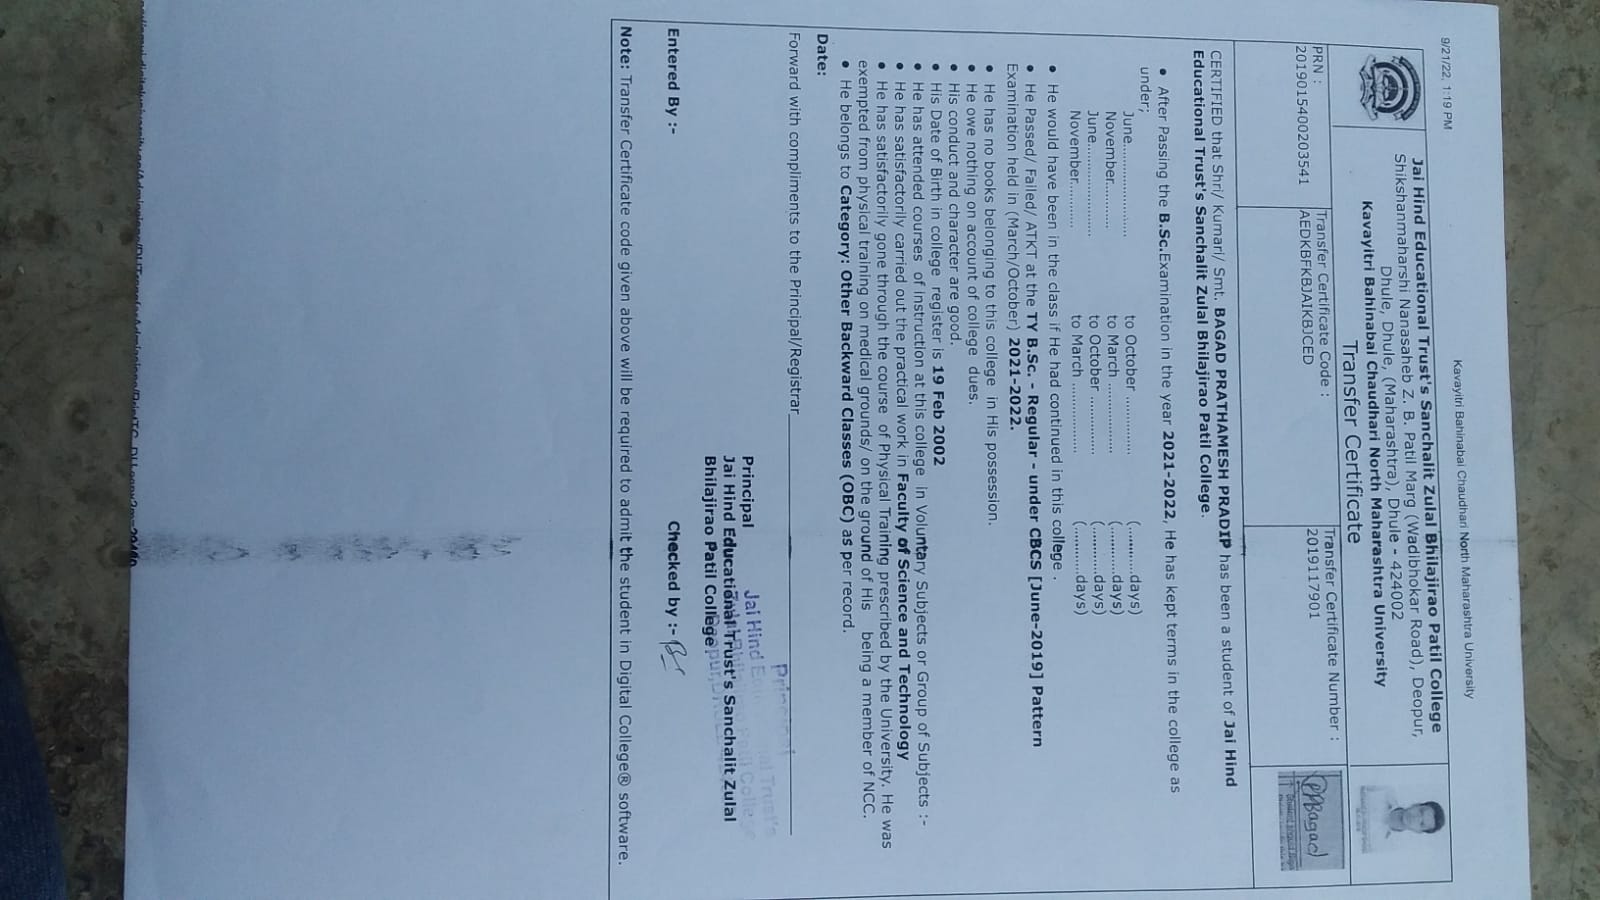 9/21/22, 1:19 PM
Kavayitri Bahinabai Chaudhari North Maharashtra University
Jai Hind Educational Trust's Sanchalit Zulal Bhilajirao Patil College
Shikshanmaharshi Nanasaheb Z. B. Patil Marg (Wadibhokar Road), Deopur,
Dhule, Dhule, (Maharashtra), Dhule - 424002
Kavayitri Bahinabai Chaudhari North Maharashtra University
Transfer Certificate
PRN :
2019015400203541
Transfer Certificate Code :
AEDKBFKBJAIKBJCED
Transfer Certificate Number :
2019117901
PPBagad
CERTIFIED that Shri/ Kumari/ Smt. BAGAD PRATHAMESH PRADIP has been a student of Jai Hind
Educational Trust's Sanchalit Zulal Bhilajirao Patil College.
• After Passing the B.Sc.Examination in the year 2021-2022, He has kept terms in the college as
under;
June........................ to October ............... (............days)
November............ to March .................. (............days)
June........................ to October ............... (............days)
November............ to March .................. (............days)
• He would have been in the class if He had continued in this college .
• He Passed/ Failed/ ATKT at the TY B.Sc. - Regular - under CBCS [June-2019] Pattern
Examination held in (March/October) 2021-2022.
• He has no books belonging to this college in His possession.
• He owe nothing on account of college dues.
• His conduct and character are good.
• His Date of Birth in college register is 19 Feb 2002
• He has attended courses of instruction at this college in Voluntary Subjects or Group of Subjects :-
• He has satisfactorily carried out the practical work in Faculty of Science and Technology
• He has satisfactorily gone through the course of Physical Training prescribed by the University. He was
exempted from physical training on medical grounds/ on the ground of His being a member of NCC.
• He belongs to Category: Other Backward Classes (OBC) as per record.
Date:
Forward with compliments to the Principal/Registrar
Principal
Jai Hind Educational Trust's
Zulal Bhilajirao Patil College
Deopur,
Principal
Jai Hind Educational Trust's Sanchalit Zulal
Bhilajirao Patil College.
Entered By :-
Checked by :-
Note: Transfer Certificate code given above will be required to admit the student in Digital College® software.